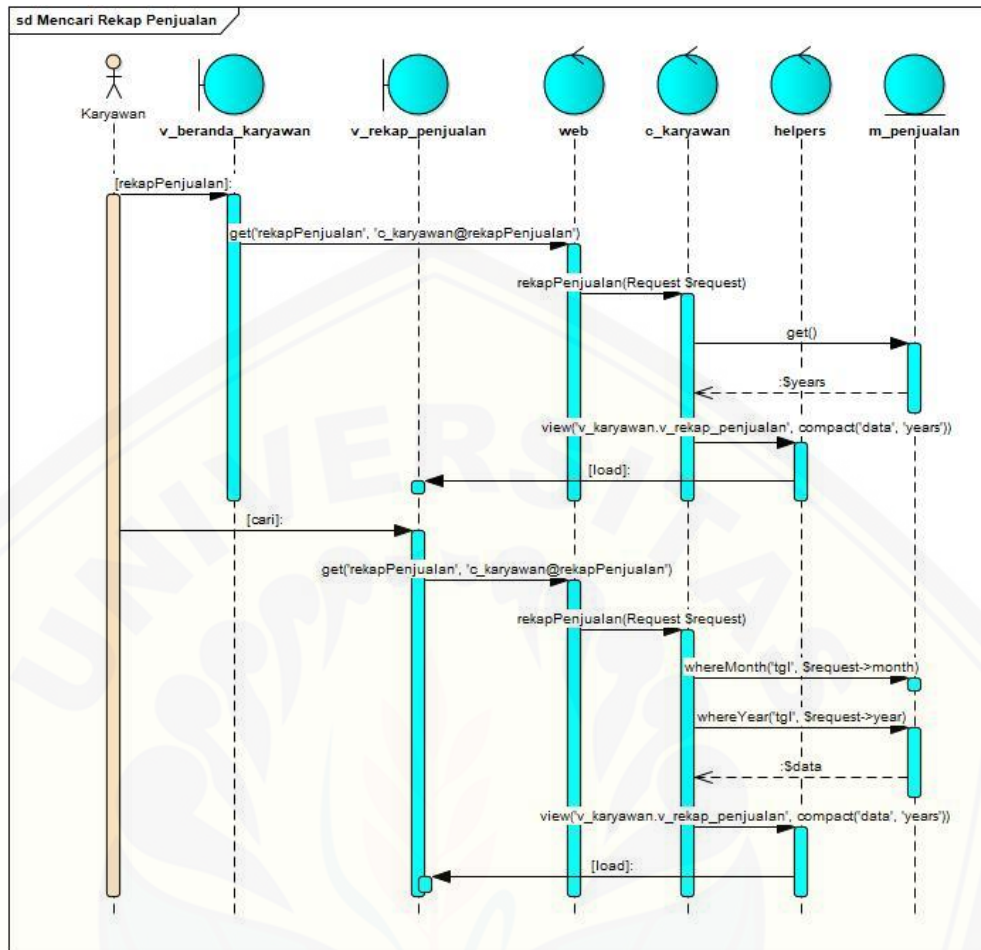 sd Mencari Rekap Penjualan
Karyawan
v_beranda_karyawan
v_rekap_penjualan
web
c_karyawan
helpers
m_penjualan
[rekapPenjualan]:
get('rekapPenjualan', 'c_karyawan@rekapPenjualan')
rekapPenjualan(Request $request)
get()
:$years
view('v_karyawan.v_rekap_penjualan', compact('data', 'years'))
[load]:
[cari]:
get('rekapPenjualan', 'c_karyawan@rekapPenjualan')
rekapPenjualan(Request $request)
whereMonth('tgl', $request->month)
whereYear('tgl', $request->year)
:$data
view('v_karyawan.v_rekap_penjualan', compact('data', 'years'))
[load]:
UNIVERSITAS